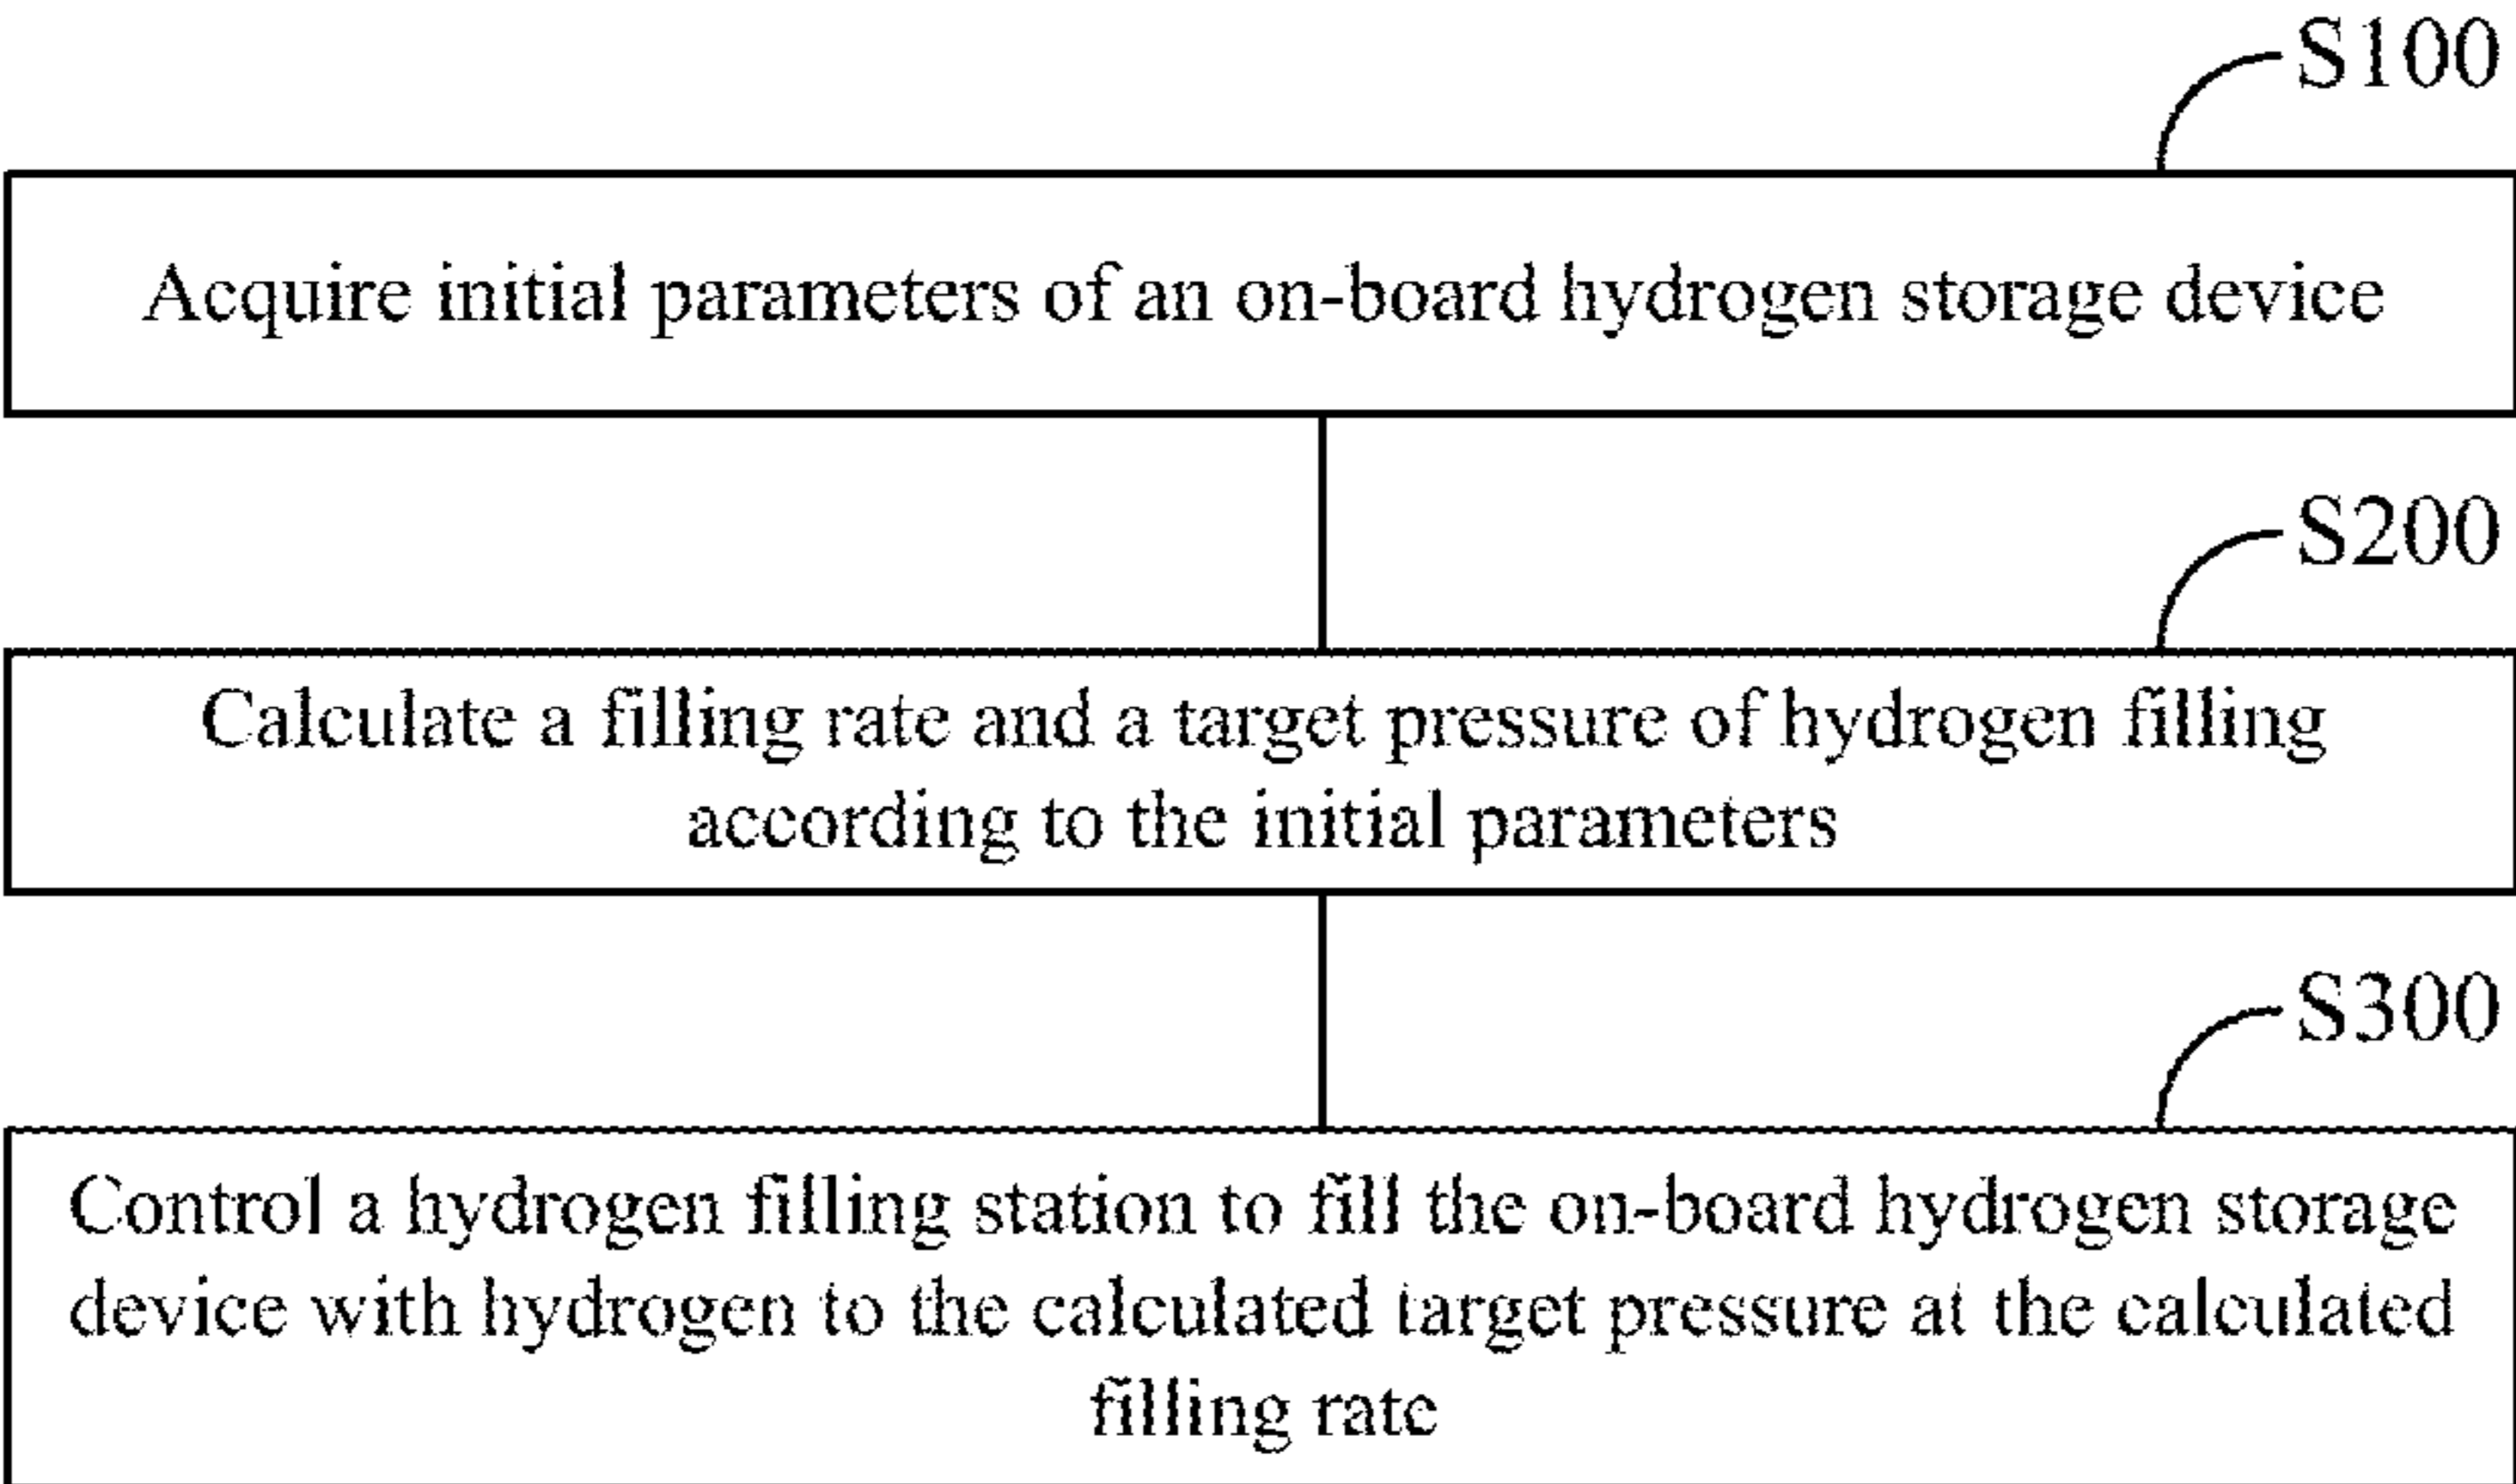 S100
Acquire initial parameters of an on-board hydrogen storage device
S200
Calculate a filling rate and a target pressure of hydrogen filling
according to the initial parameters
S300
Control a hydrogen filling station to fill the on-board hydrogen storage
device with hydrogen to the calculated target pressure at the calculated
filling rate